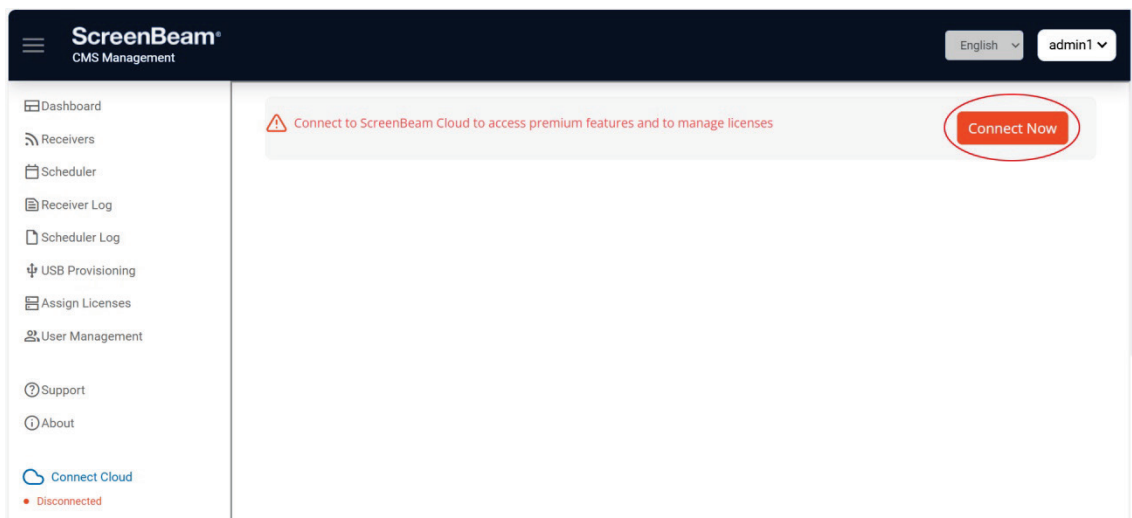 ScreenBeam®
CMS Management
English
admin1
Dashboard
Receivers
Scheduler
Receiver Log
Scheduler Log
USB Provisioning
Assign Licenses
User Management
Support
About
Connect Cloud
Disconnected
Connect to ScreenBeam Cloud to access premium features and to manage licenses
Connect Now